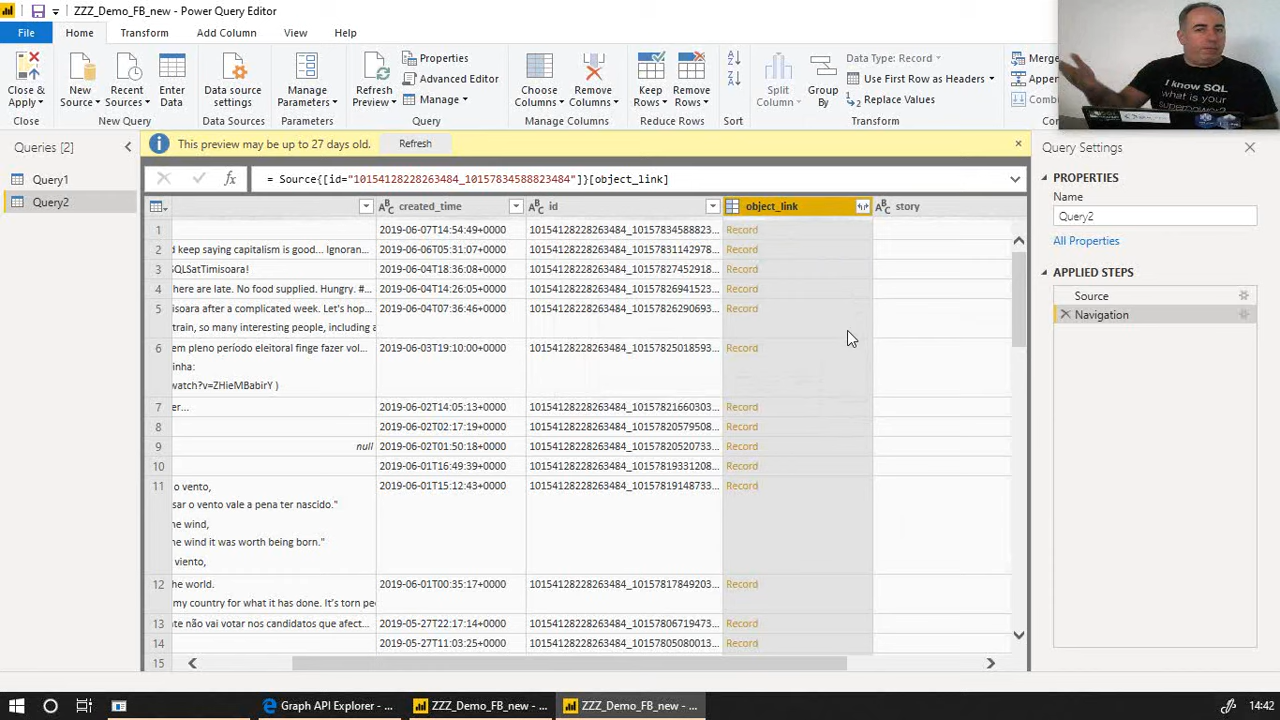 ZZZ_Demo_FB_new - Power Query Editor
File
Home
Transform
Add Column
View
Help
Close &
Apply
New
Source
Recent
Sources
Enter
Data
Data source
settings
Manage
Parameters
Refresh
Preview
Properties
Advanced Editor
Manage
Choose
Columns
Remove
Columns
Keep
Rows
Remove
Rows
Split
Column
Group
By
Data Type: Record
Use First Row as Headers
Replace Values
Merge
Appen
Comb
Close
New Query
Data Sources
Parameters
Query
Manage Columns
Reduce Rows
Sort
Transform
I know SQL
what is your
superpower?
Queries [2]
Query1
Query2
This preview may be up to 27 days old.
Refresh
= Source{[id="10154128228263484_10157834588823484"]}[object_link]
created_time
id
object_link
story
1 2019-06-07T14:54:49+0000 10154128228263484_10157834588823... Record
2 d keep saying capitalism is good... Ignoran... 2019-06-06T05:31:07+0000 10154128228263484_10157831142978... Record
3 SQLSatTimisoara! 2019-06-04T18:36:08+0000 10154128228263484_10157827452918... Record
4 here are late. No food supplied. Hungry. #... 2019-06-04T14:26:05+0000 10154128228263484_10157826941523... Record
5 isoara after a complicated week. Let's hop... 2019-06-04T07:36:46+0000 10154128228263484_10157826290693... Record
train, so many interesting people, including a
6 em pleno período eleitoral finge fazer vol... 2019-06-03T19:10:00+0000 10154128228263484_10157825018593... Record
inha:
watch?v=ZHieMBabirY )
7 er... 2019-06-02T14:05:13+0000 10154128228263484_10157821660303... Record
8 2019-06-02T02:17:19+0000 10154128228263484_10157820579508... Record
9 null 2019-06-02T01:50:18+0000 10154128228263484_10157820520733... Record
10 2019-06-01T16:49:39+0000 10154128228263484_10157819331208... Record
11 o vento, 2019-06-01T15:12:43+0000 10154128228263484_10157819148733... Record
sar o vento vale a pena ter nascido."
he wind,
he wind it was worth being born."
viento,
12 he world. 2019-06-01T00:35:17+0000 10154128228263484_10157817849203... Record
my country for what it has done. It's torn pe
13 te não vai votar nos candidatos que afect... 2019-05-27T22:17:14+0000 10154128228263484_10157806719473... Record
14 2019-05-27T11:03:25+0000 10154128228263484_10157805080013... Record
15
Query Settings
PROPERTIES
Name
Query2
All Properties
APPLIED STEPS
Source
Navigation
Graph API Explorer - ...
ZZZ_Demo_FB_new - ...
ZZZ_Demo_FB_new - ...
14:42